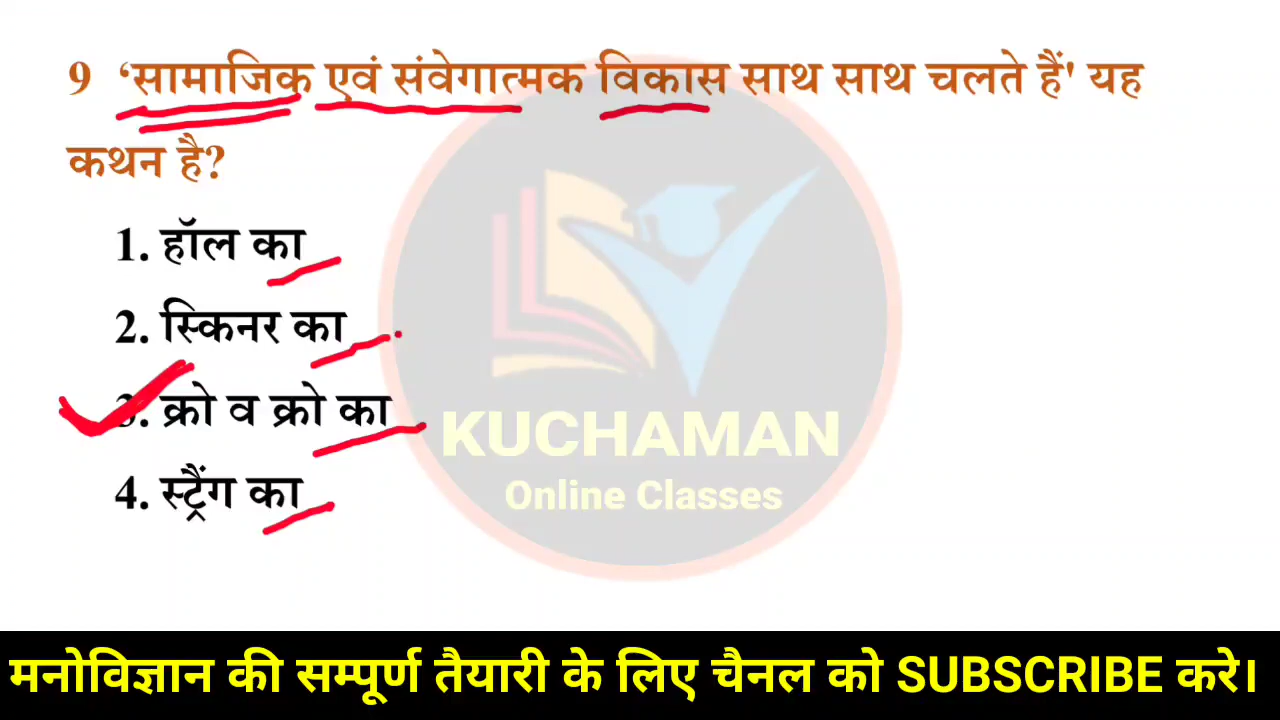 9 ‘सामाजिक एवं संवेगात्मक विकास साथ साथ चलते हैं' यह
कथन है?
1. हॉल का
2. स्किनर का
3. क्रो व क्रो का
4. स्ट्रैंग का
KUCHAMAN
Online Classes
मनोविज्ञान की सम्पूर्ण तैयारी के लिए चैनल को SUBSCRIBE करे।